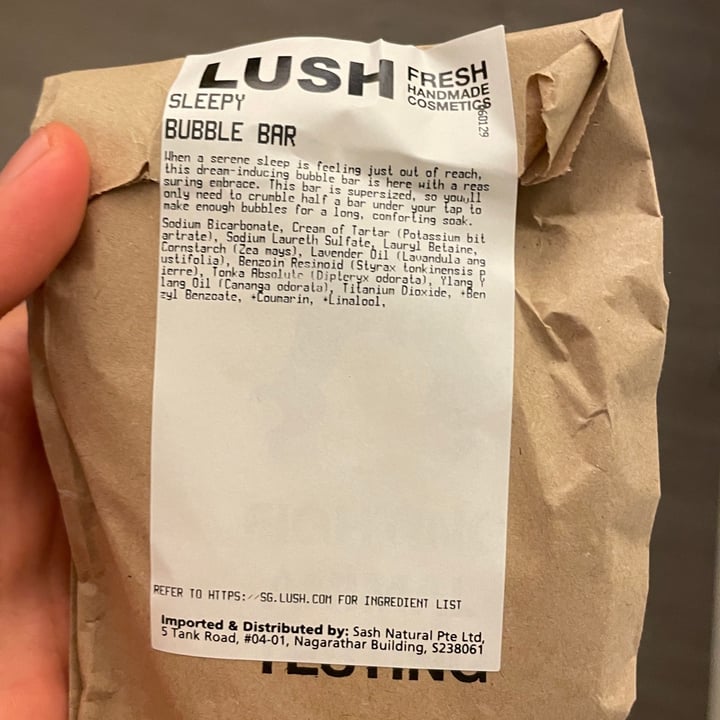 LUSH FRESH
HANDMADE
COSMETICS
SLEEPY
BUBBLE BAR
When a serene sleep is feeling just out of reach,
this dream-inducing bubble bar is here with a reas
suring embrace. This bar is supersized, so youull
only need to crumble half a bar under your tap to
make enough bubbles for a long, comforting soak.
Sodium Bicarbonate, Cream of Tartar (Potassium bit
artrate), Sodium Laureth Sulfate, Lauryl Betaine,
Cornstarch (Zea mays), Lavender Oil (Lavandula ang
ustifolia), Benzoin Resinoid (Styrax tonkinensis p
ierre), Tonka Absolute (Dipteryx odorata), Ylang Y
lang Oil (Cananga odorata), Titanium Dioxide, *Ben
zyl Benzoate, *Coumarin, *Linalool,
REFER TO HTTPS://SG.LUSH.COM FOR INGREDIENT LIST
Imported & Distributed by: Sash Natural Pte Ltd,
5 Tank Road, #04-01, Nagarathar Building, S238061
TESTING